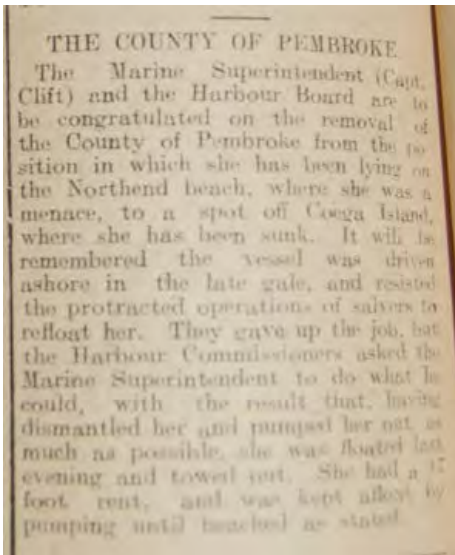 THE COUNTY OF PEMBROKE
The Marine Superintendent (Capt.
Clift) and the Harbour Board are to
be congratulated on the removal of
the County of Pembroke from the po-
sition in which she has been lying on
the Northend beach, where she was a
menace, to a spot off Coega Island,
where she has been sunk. It will be
remembered the vessel was driven
ashore in the late gale, and resisted
the protracted operations of salvers to
refloat her. They gave up the job, but
the Harbour Commissioners asked the
Marine Superintendent to do what he
could, with the result that, having
dismantled her and pumped her out as
much as possible, she was floated last
evening and towed out. She had a 17
foot rent, and was kept afloat by
pumping until beached as stated.